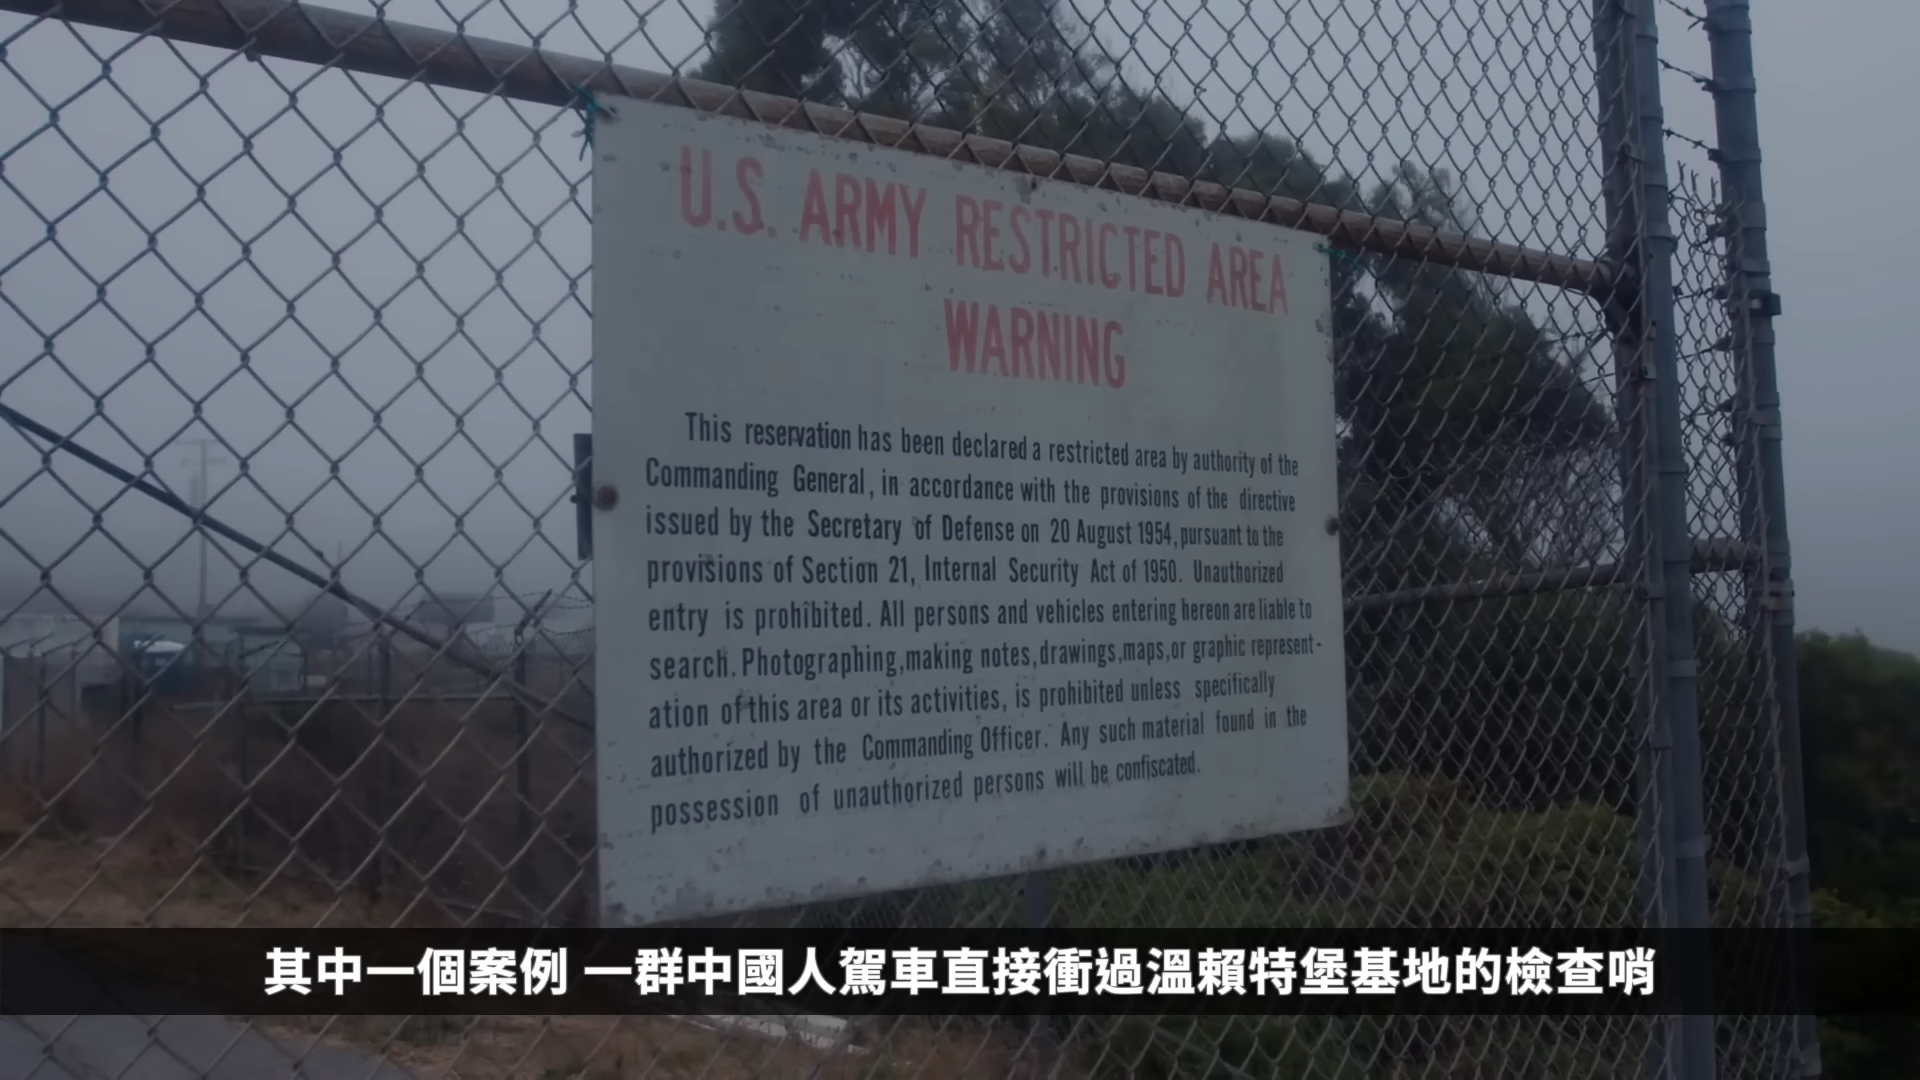 U.S. ARMY RESTRICTED AREA
WARNING
This reservation has been declared a restricted area by authority of the
Commanding General, in accordance with the provisions of the directive
issued by the Secretary of Defense on 20 August 1954, pursuant to the
provisions of Section 21, Internal Security Act of 1950. Unauthorized
entry is prohibited. All persons and vehicles entering hereon are liable to
search. Photographing, making notes, drawings, maps, or graphic represent-
ation of this area or its activities, is prohibited unless specifically
authorized by the Commanding Officer. Any such material found in the
possession of unauthorized persons will be confiscated.
其中一個案例 一群中國人駕車直接衝過溫賴特堡基地的檢查哨